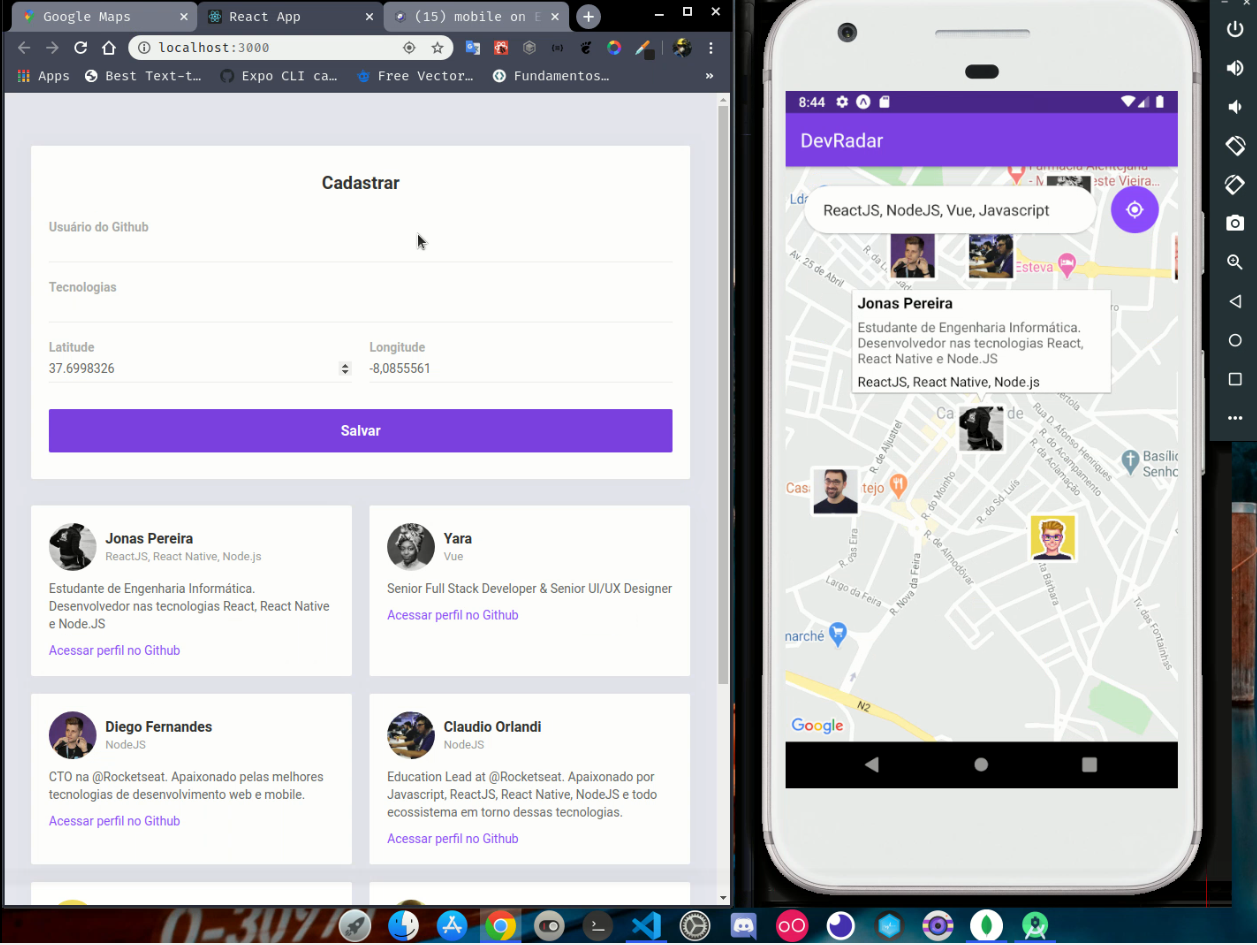 Google Maps
React App
(15) mobile on E
localhost:3000
Apps
Best Text-t…
Expo CLI ca…
Free Vector…
Fundamentos…
»
Cadastrar
Usuário do Github
Tecnologias
Latitude
Longitude
37.6998326
-8,0855561
Salvar
Jonas Pereira
ReactJS, React Native, Node.js
Estudante de Engenharia Informática.
Desenvolvedor nas tecnologias React, React Native
e Node.JS
Acessar perfil no Github
Yara
Vue
Senior Full Stack Developer & Senior UI/UX Designer
Acessar perfil no Github
Diego Fernandes
NodeJS
CTO na @Rocketseat. Apaixonado pelas melhores
tecnologias de desenvolvimento web e mobile.
Acessar perfil no Github
Claudio Orlandi
NodeJS
Education Lead at @Rocketseat. Apaixonado por
Javascript, ReactJS, React Native, NodeJS e todo
ecossistema em torno dessas tecnologias.
Acessar perfil no Github
8:44
DevRadar
este Vieira…
ReactJS, NodeJS, Vue, Javascript
Esteva
Av. 25 de Abril
Jonas Pereira
Estudante de Engenharia Informática.
Desenvolvedor nas tecnologias React,
React Native e Node.JS
ReactJS, React Native, Node.js
Ca
de
R. de Aljustrel
Rua D. Afonso Henriques
R. do Acampamento
R. da Aclamação
Basílic
Senho
Cas
tejo
R. do Moinho
R. do Sd. Luís
R. das Eiras
R. de Almodôvar
Largo da Feira
R. Nova da Feira
ta Bárbara
Tv. das Fontainhas
marché
N2
Google